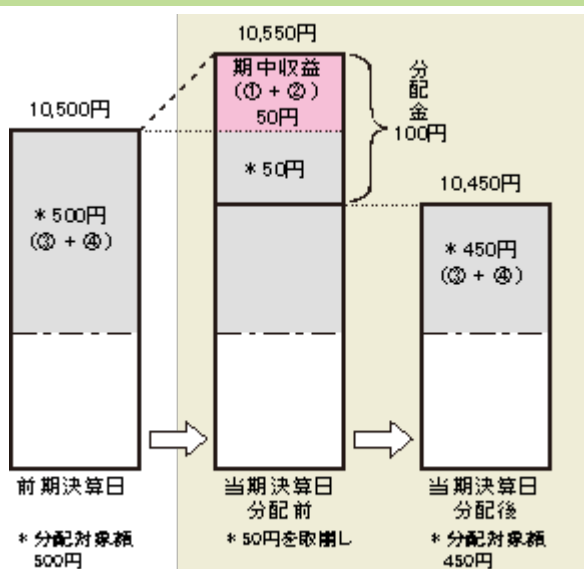 10,550円
期中収益
(① + ②)
50円
分配金
100円
10,500円
* 50円
10,450円
* 500円
(③ + ④)
* 450円
(③ + ④)
前期決算日
当期決算日
分配前
当期決算日
分配後
* 分配対象額
500円
* 50円を取崩し
* 分配対象額
450円